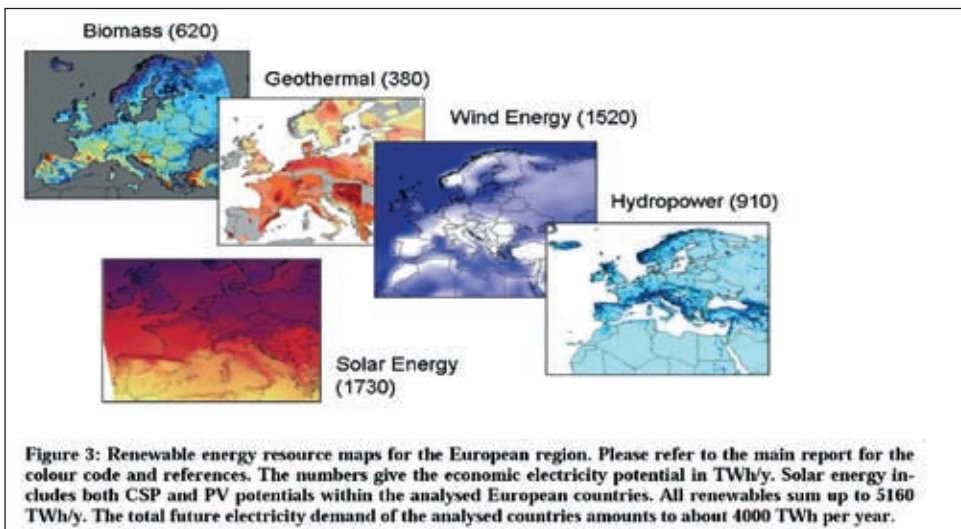 Biomass (620)
Geothermal (380)
Wind Energy (1520)
Hydropower (910)
Solar Energy
(1730)
Figure 3: Renewable energy resource maps for the European region. Please refer to the main report for the
colour code and references. The numbers give the economic electricity potential in TWh/y. Solar energy in-
cludes both CSP and PV potentials within the analysed European countries. All renewables sum up to 5160
TWh/y. The total future electricity demand of the analysed countries amounts to about 4000 TWh per year.